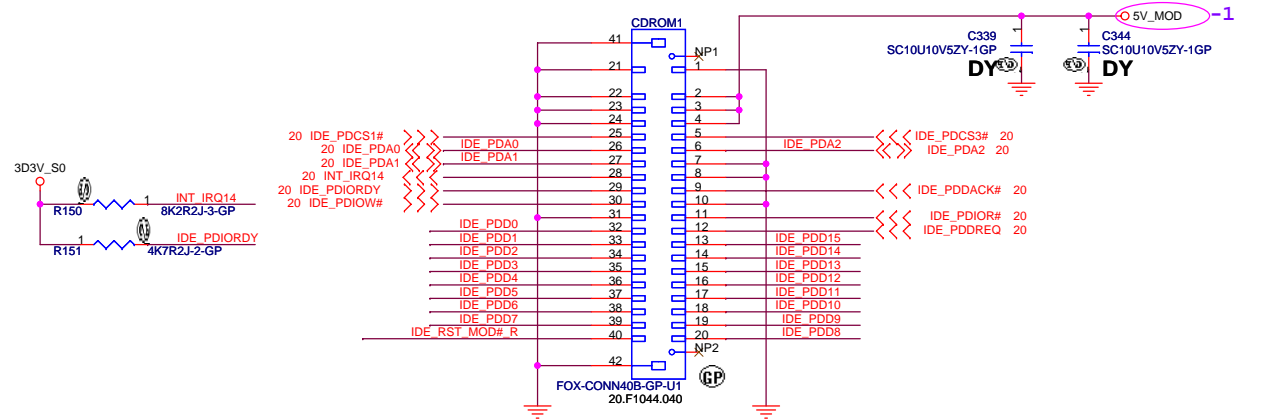 CDROM1
5V_MOD
-1
C339
SC10U10V5ZY-1GP
DY
C344
SC10U10V5ZY-1GP
DY
41
NP1
21
1
22
2
23
3
24
4
20 IDE_PDCS1#
25
5
IDE_PDCS3# 20
20 IDE_PDA0
IDE_PDA0
26
6
IDE_PDA2
IDE_PDA2 20
20 IDE_PDA1
IDE_PDA1
27
7
20 INT_IRQ14
28
8
20 IDE_PDIORDY
29
9
IDE_PDDACK# 20
20 IDE_PDIOW#
30
10
31
11
IDE_PDIOR# 20
IDE_PDD0
32
12
IDE_PDDREQ 20
IDE_PDD1
33
13
IDE_PDD15
IDE_PDD2
34
14
IDE_PDD14
IDE_PDD3
35
15
IDE_PDD13
IDE_PDD4
36
16
IDE_PDD12
IDE_PDD5
37
17
IDE_PDD11
IDE_PDD6
38
18
IDE_PDD10
IDE_PDD7
39
19
IDE_PDD9
IDE_RST_MOD#_R
40
20
IDE_PDD8
NP2
42
GP
FOX-CONN40B-GP-U1
20.F1044.040
3D3V_S0
1
INT_IRQ14
R150
8K2R2J-3-GP
1
IDE_PDIORDY
R151
4K7R2J-2-GP
1
1